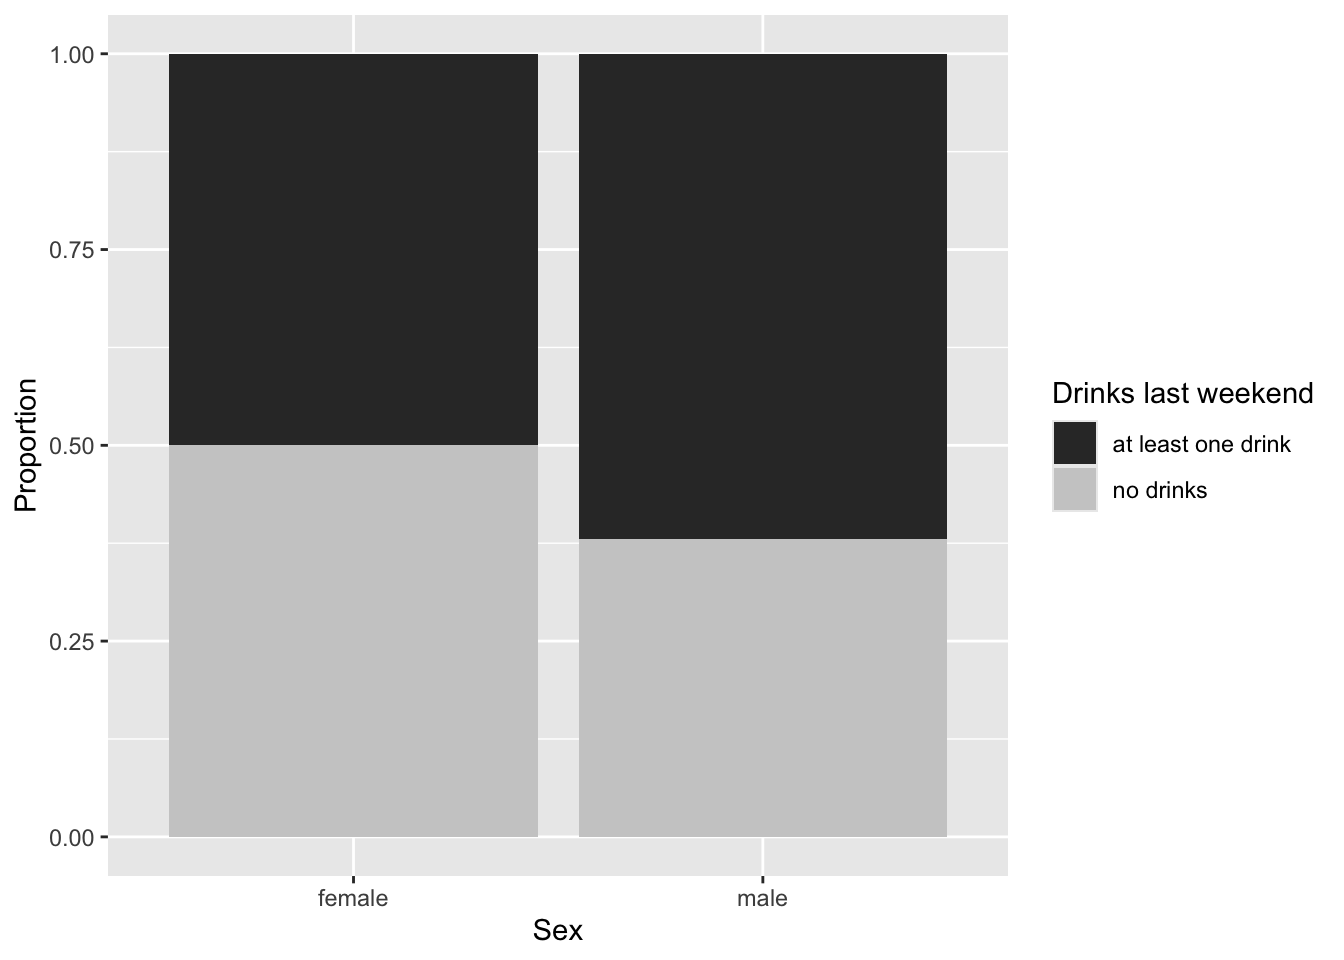 1.00
0.75
0.50
0.25
0.00
Proportion
female
male
Sex
Drinks last weekend
at least one drink
no drinks